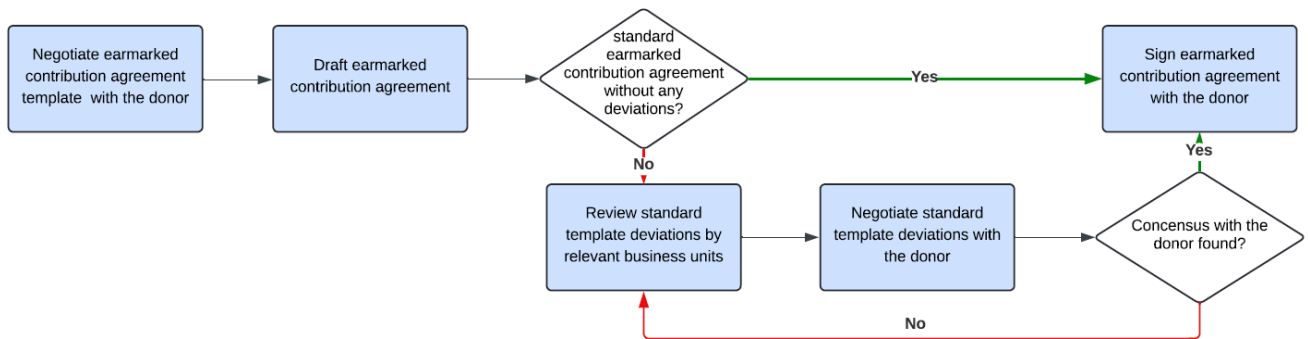 Negotiate earmarked
contribution agreement
template with the donor
Draft earmarked
contribution agreement
standard
earmarked
contribution agreement
without any
deviations?
Yes
Sign earmarked
contribution agreement
with the donor
No
Yes
Review standard
template deviations by
relevant business units
Negotiate standard
template deviations with
the donor
Concensus with the
donor found?
No